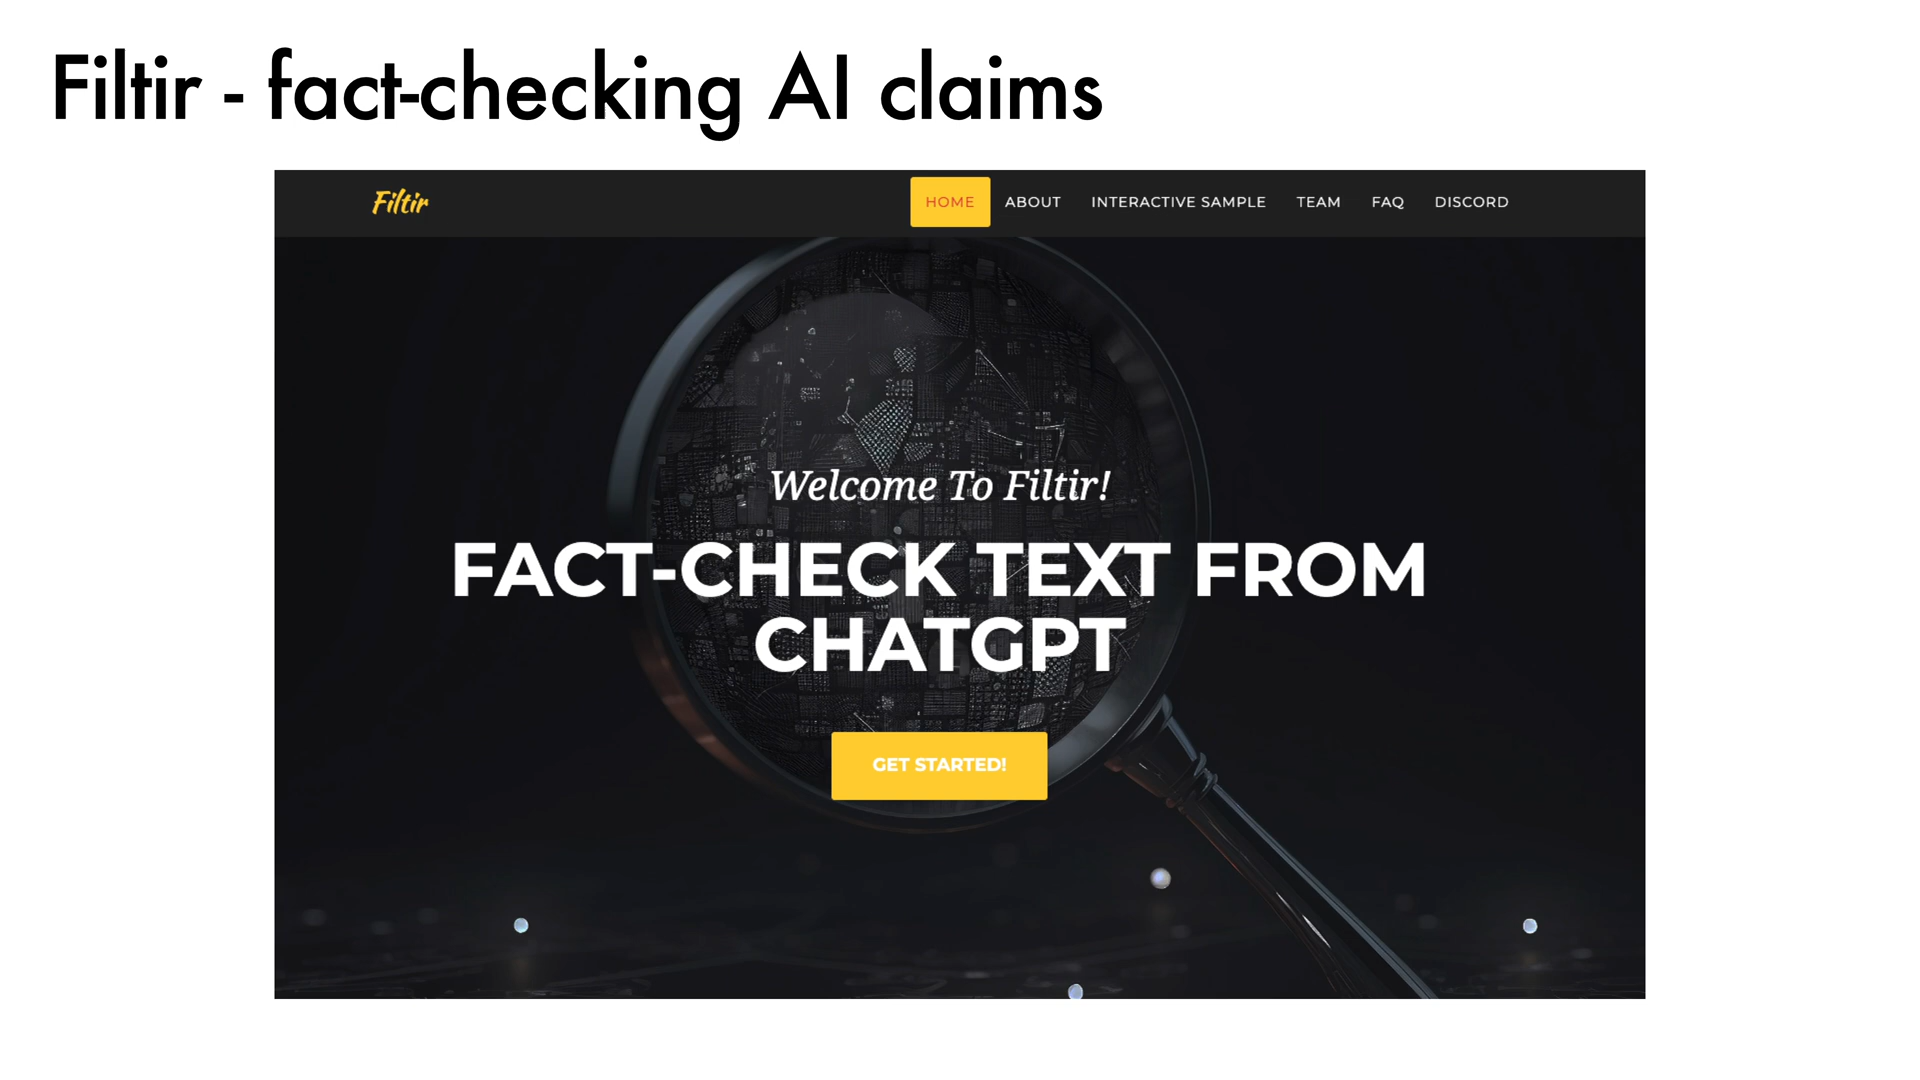 Filtir - fact-checking AI claims
Filtir
HOME ABOUT INTERACTIVE SAMPLE TEAM FAQ DISCORD
Welcome To Filtir!
FACT-CHECK TEXT FROM
CHATGPT
GET STARTED!